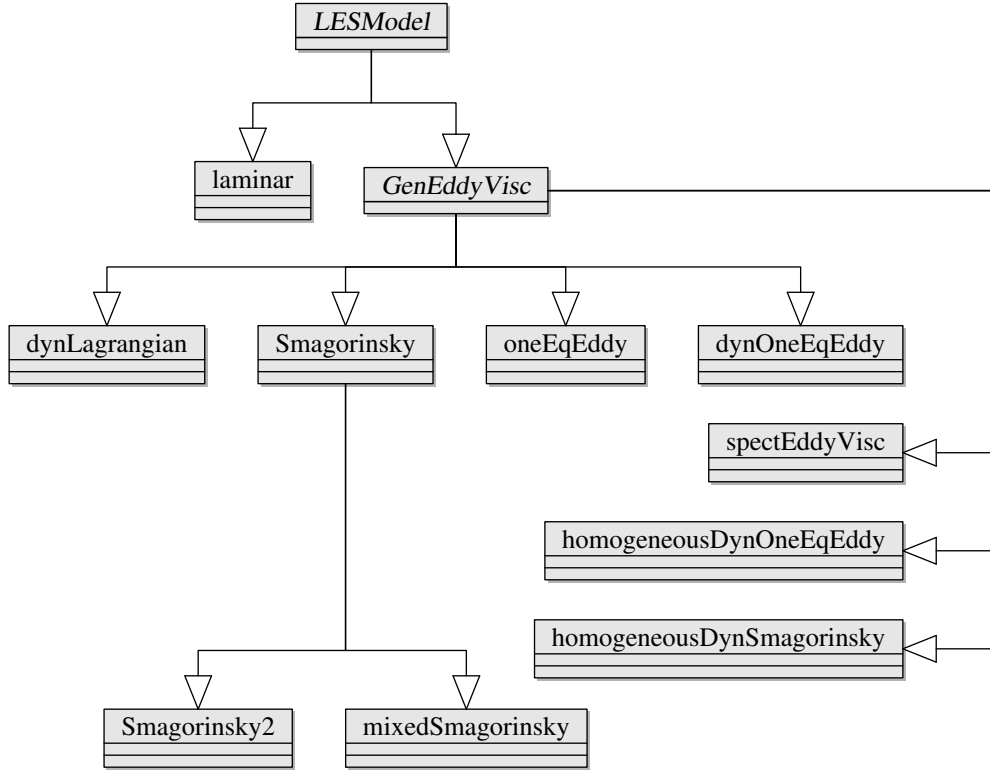 LESModel
laminar
GenEddyVisc
dynLagrangian
Smagorinsky
oneEqEddy
dynOneEqEddy
spectEddyVisc
homogeneousDynOneEqEddy
homogeneousDynSmagorinsky
Smagorinsky2
mixedSmagorinsky